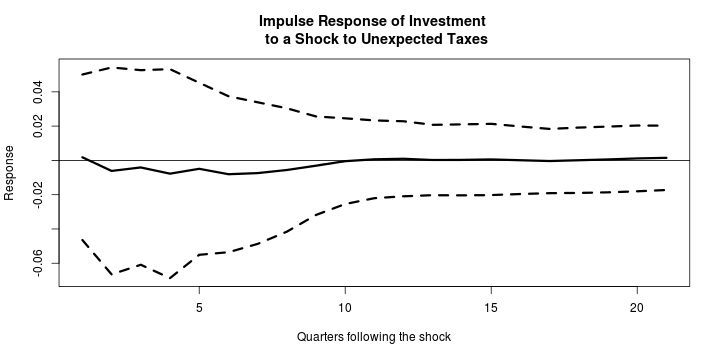 Impulse Response of Investment
to a Shock to Unexpected Taxes
Response
0.04
0.02
-0.02
-0.06
5 10 15 20
Quarters following the shock